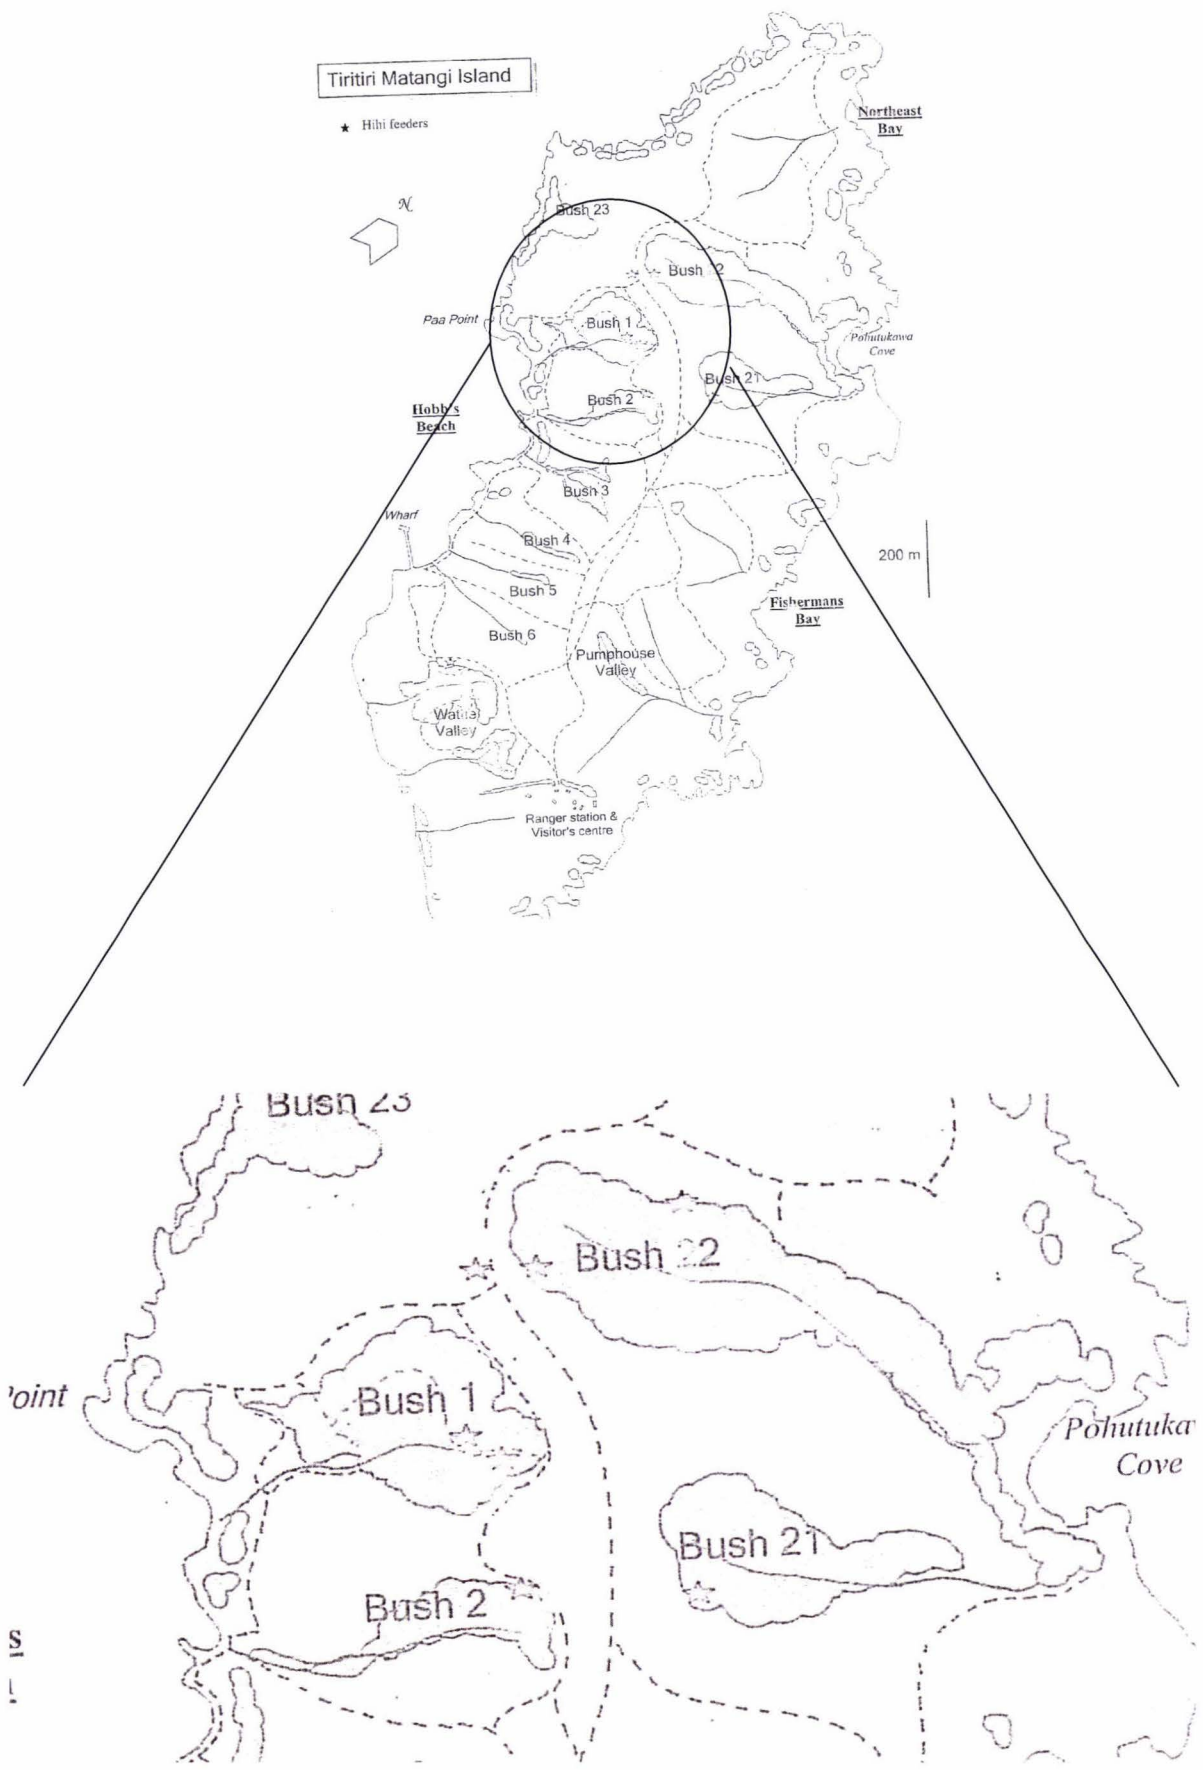 Tiritiri Matangi Island
★ Hihi feeders
N
Northeast
Bay
Bush 23
Bush 22
Paa Point
Bush 1
Pohutukawa
Cove
Bush 21
Bush 2
Hobb's
Beach
Bush 3
Wharf
Bush 4
200 m
Bush 5
Fishermans
Bay
Bush 6
Pumphouse
Valley
Valley
Ranger station &
Visitor's centre
Bush 23
Bush 22
'oint
Bush 1
Pohutuka
Cove
Bush 21
Bush 2
s